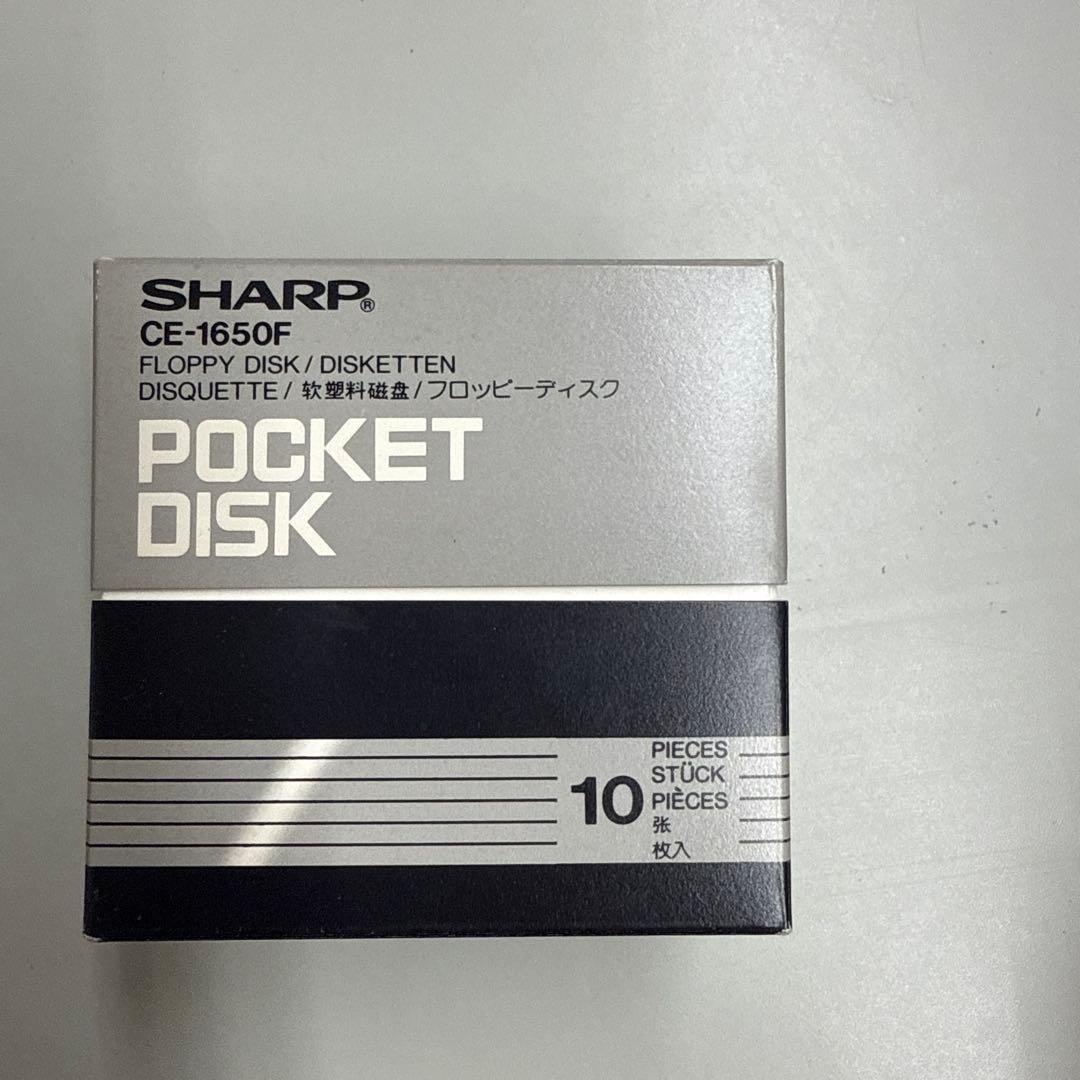 SHARP®
CE-1650F
FLOPPY DISK / DISKETTEN
DISQUETTE / 软塑料磁盘 / フロッピーディスク
POCKET
DISK
10
PIECES
STÜCK
PIÈCES
张
枚入